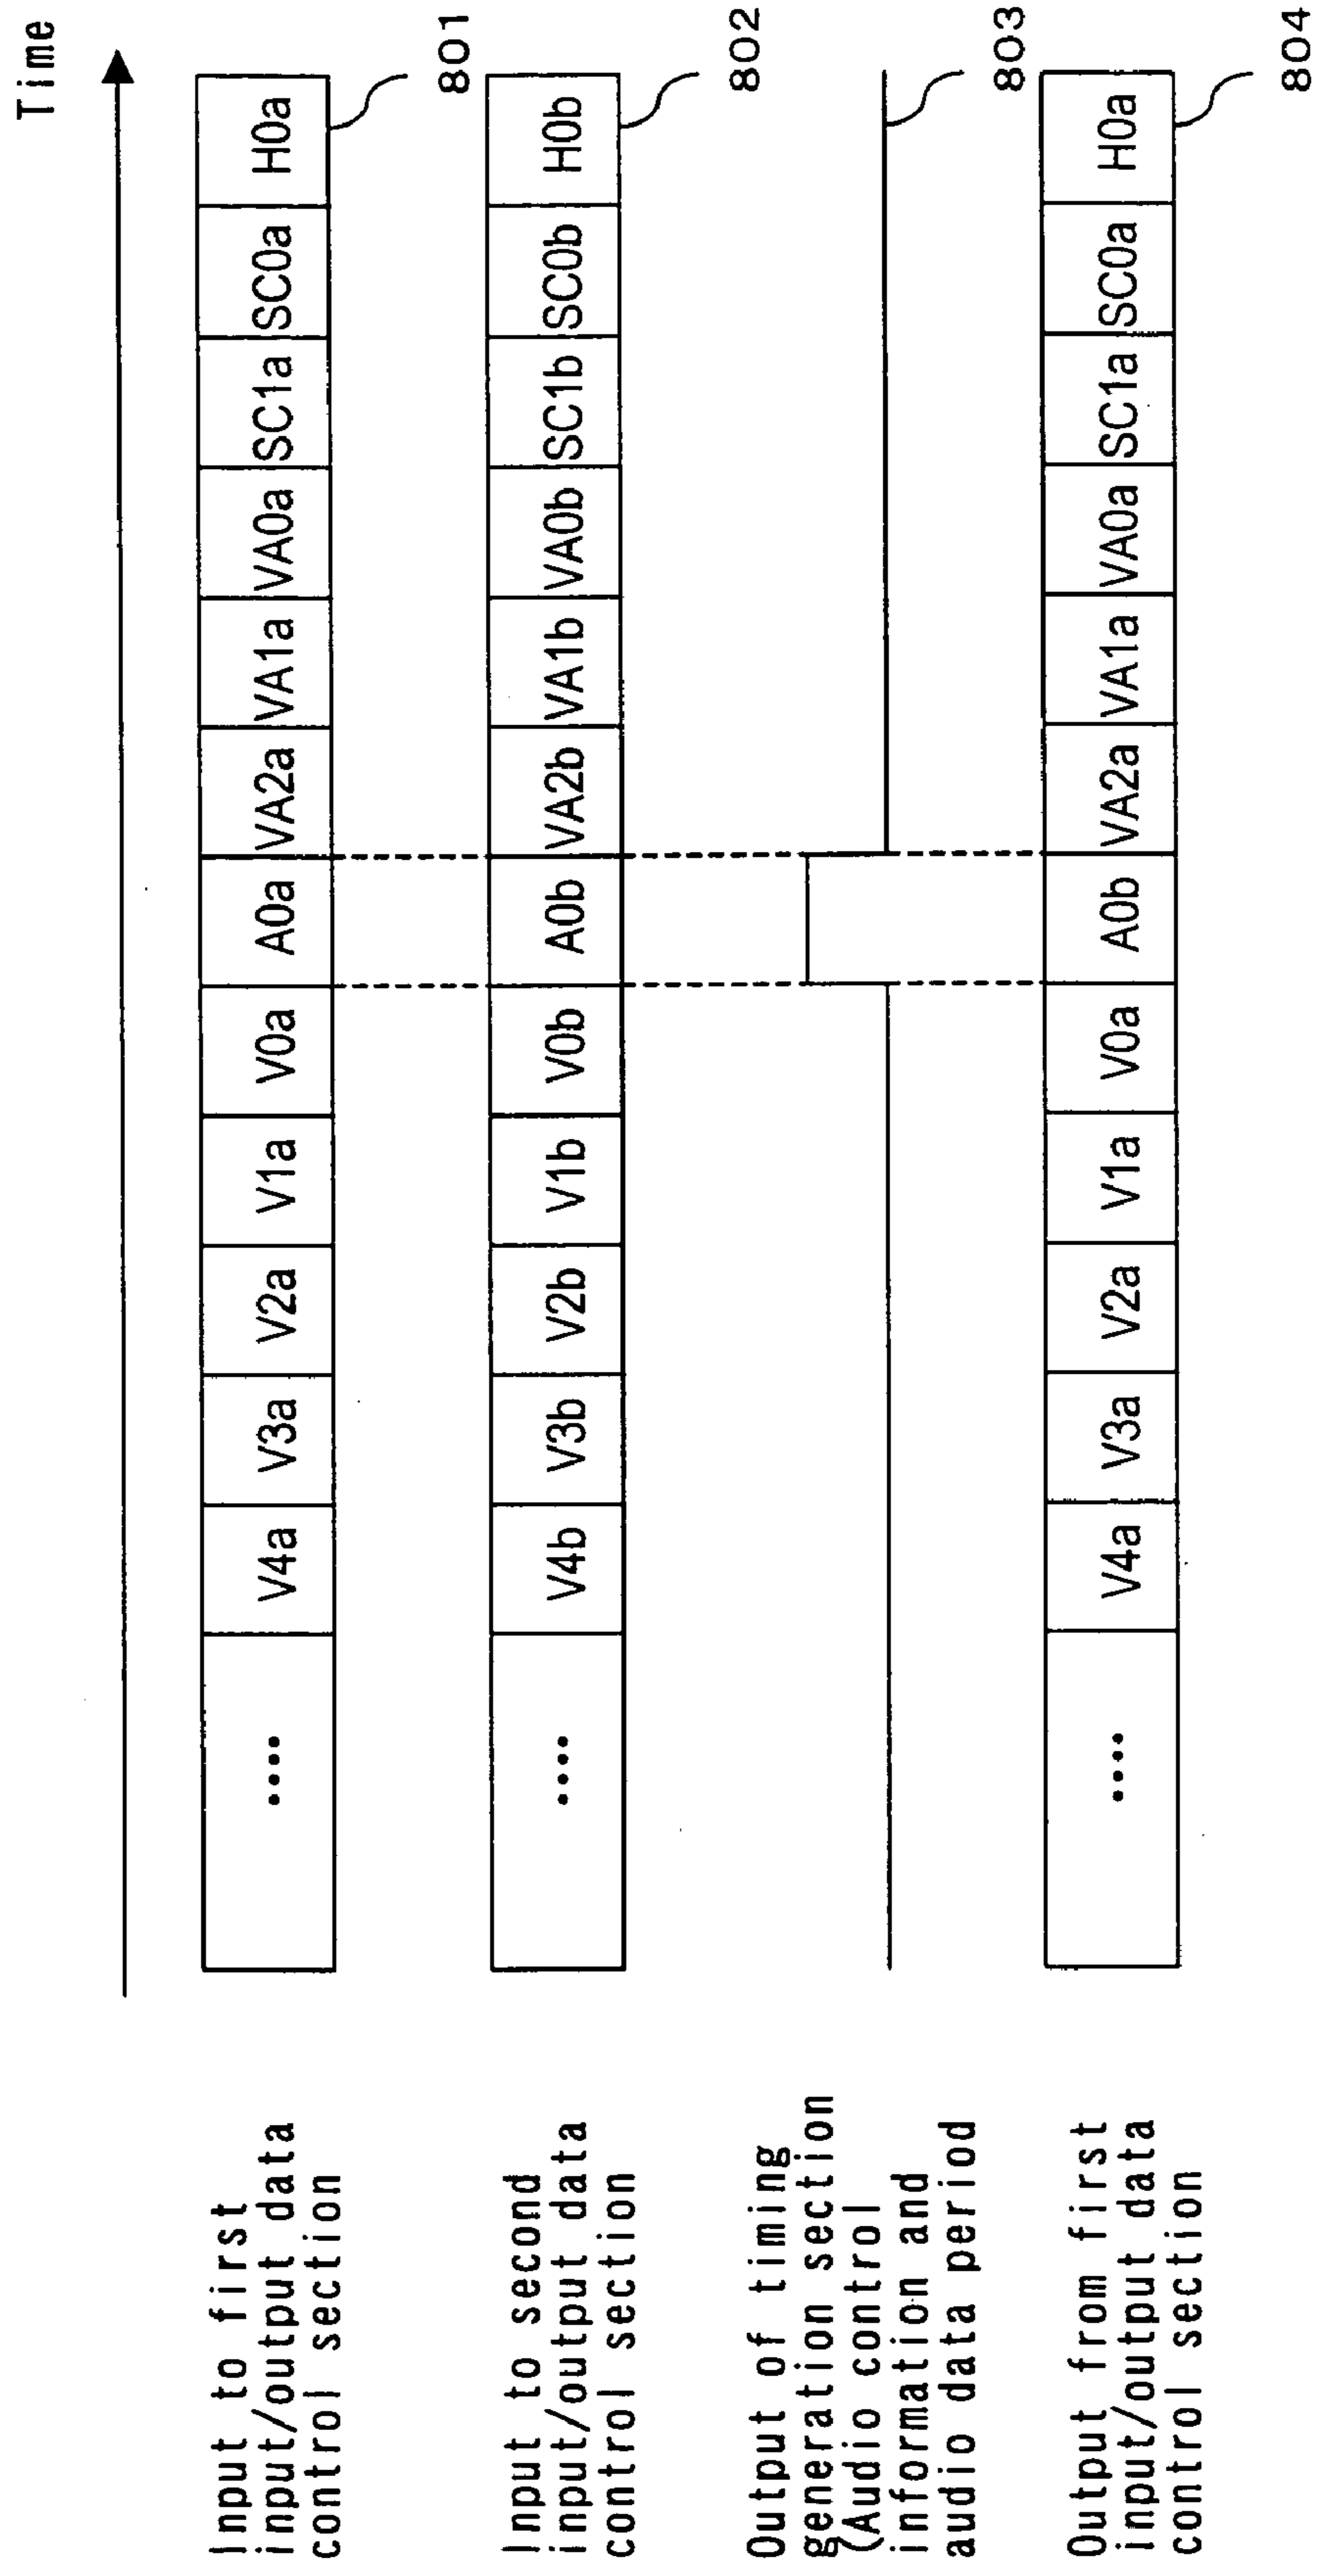 Time
Input to first
input/output data
control section
.... V4a V3a V2a V1a V0a A0a VA2a VA1a VA0a SC1a SC0a H0a
801
Input to second
input/output data
control section
.... V4b V3b V2b V1b V0b A0b VA2b VA1b VA0b SC1b SC0b H0b
802
Output of timing
generation section
(Audio control
information and
audio data period
803
Output from first
input/output data
control section
.... V4a V3a V2a V1a V0a A0b VA2a VA1a VA0a SC1a SC0a H0a
804